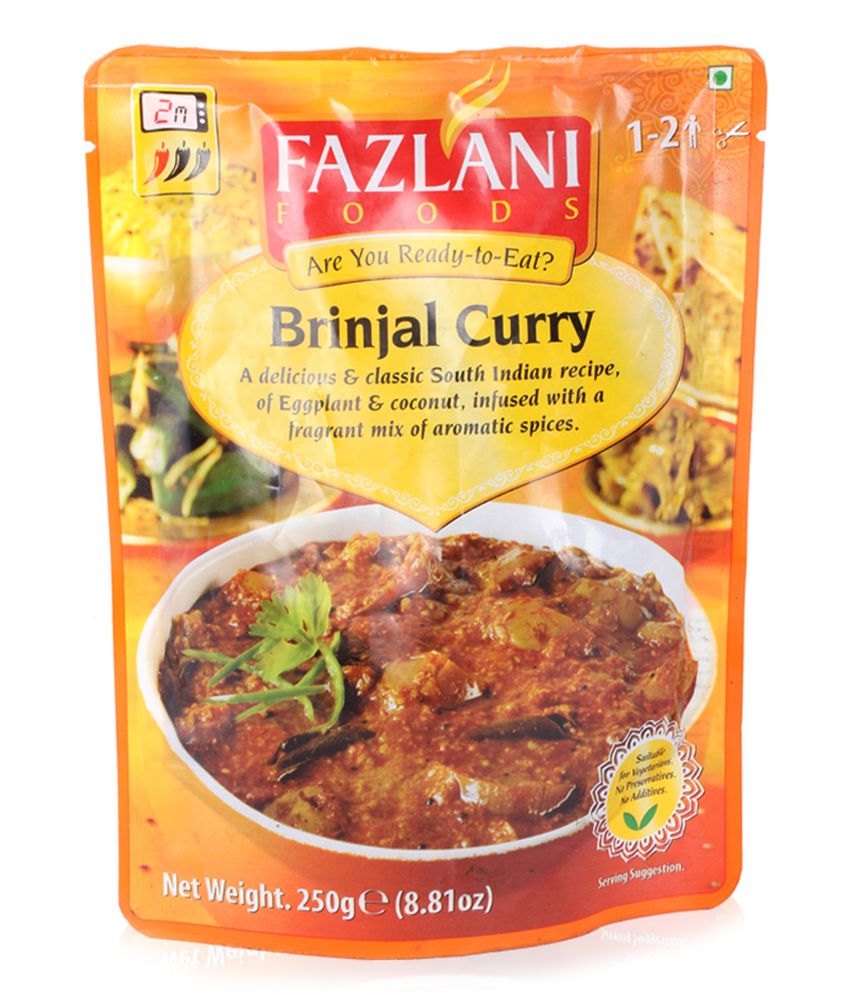 2m
1-2
FAZLANI
FOODS
Are You Ready-to-Eat?
Brinjal Curry
A delicious & classic South Indian recipe,
of Eggplant & coconut, infused with a
fragrant mix of aromatic spices.
Suitable
for Vegetarians.
No Preservatives.
No Additives.
Serving Suggestion.
Net Weight. 250g℮ (8.81oz)